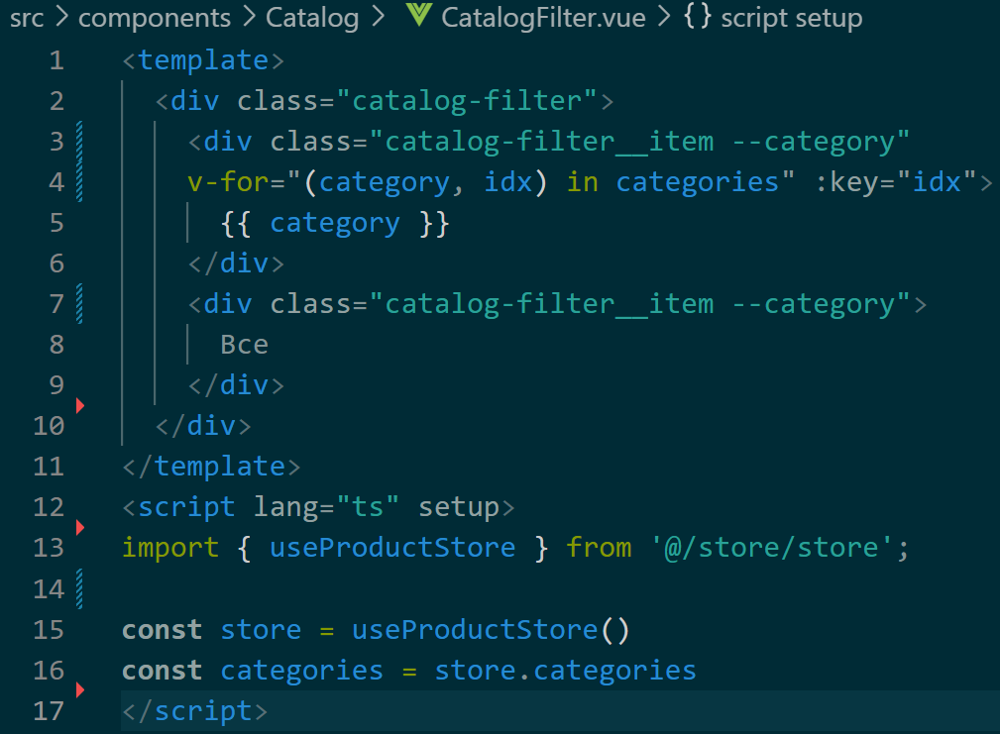 src > components > Catalog > CatalogFilter.vue > {} script setup
1 <template>
2 <div class="catalog-filter">
3 <div class="catalog-filter__item --category"
4 v-for="(category, idx) in categories" :key="idx">
5 {{ category }}
6 </div>
7 <div class="catalog-filter__item --category">
8 Все
9 </div>
10 </div>
11 </template>
12 <script lang="ts" setup>
13 import { useProductStore } from '@/store/store';
14
15 const store = useProductStore()
16 const categories = store.categories
17 </script>